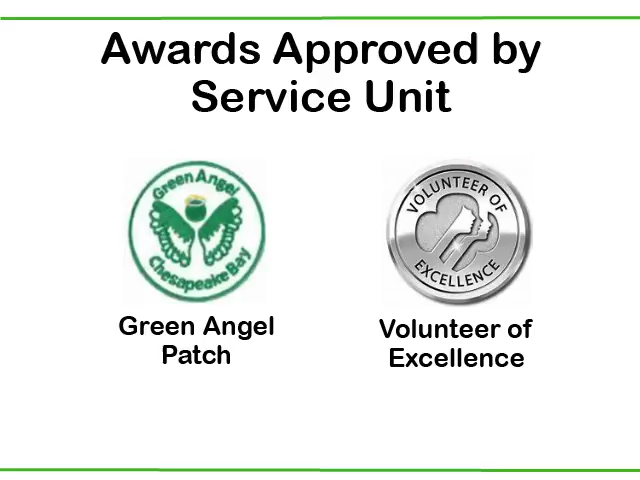 Awards Approved by
Service Unit
Green Angel
Chesapeake Bay
VOLUNTEER OF
EXCELLENCE
Green Angel
Patch
Volunteer of
Excellence